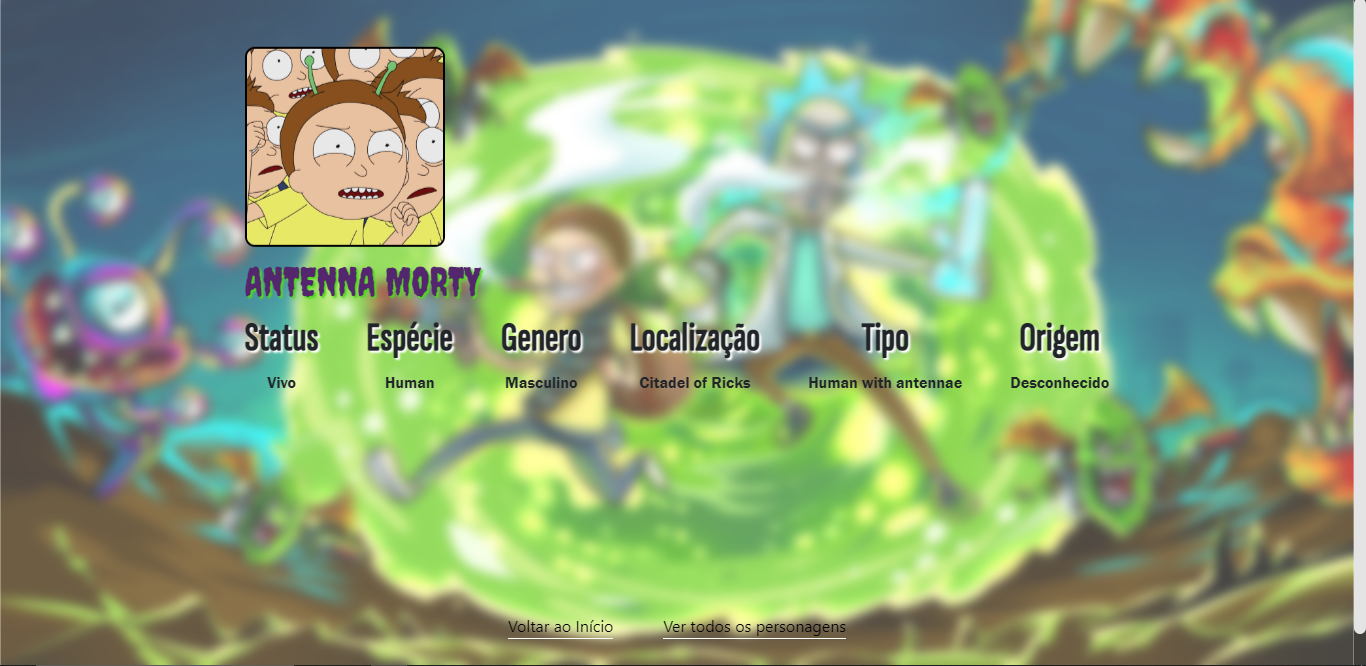 ANTENNA MORTY
Status Espécie Genero Localização Tipo Origem
Vivo Human Masculino Citadel of Ricks Human with antennae Desconhecido
Voltar ao Início Ver todos os personagens